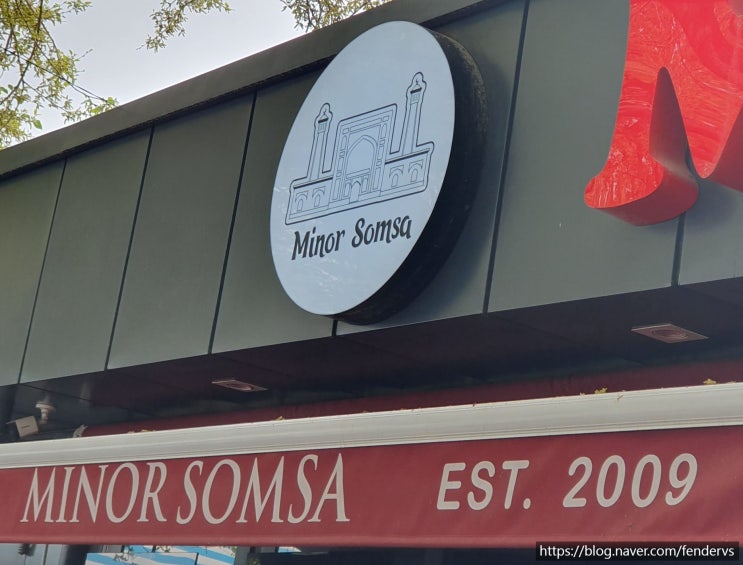 Minor Somsa
MINOR SOMSA EST. 2009
https://blog.naver.com/fendervs